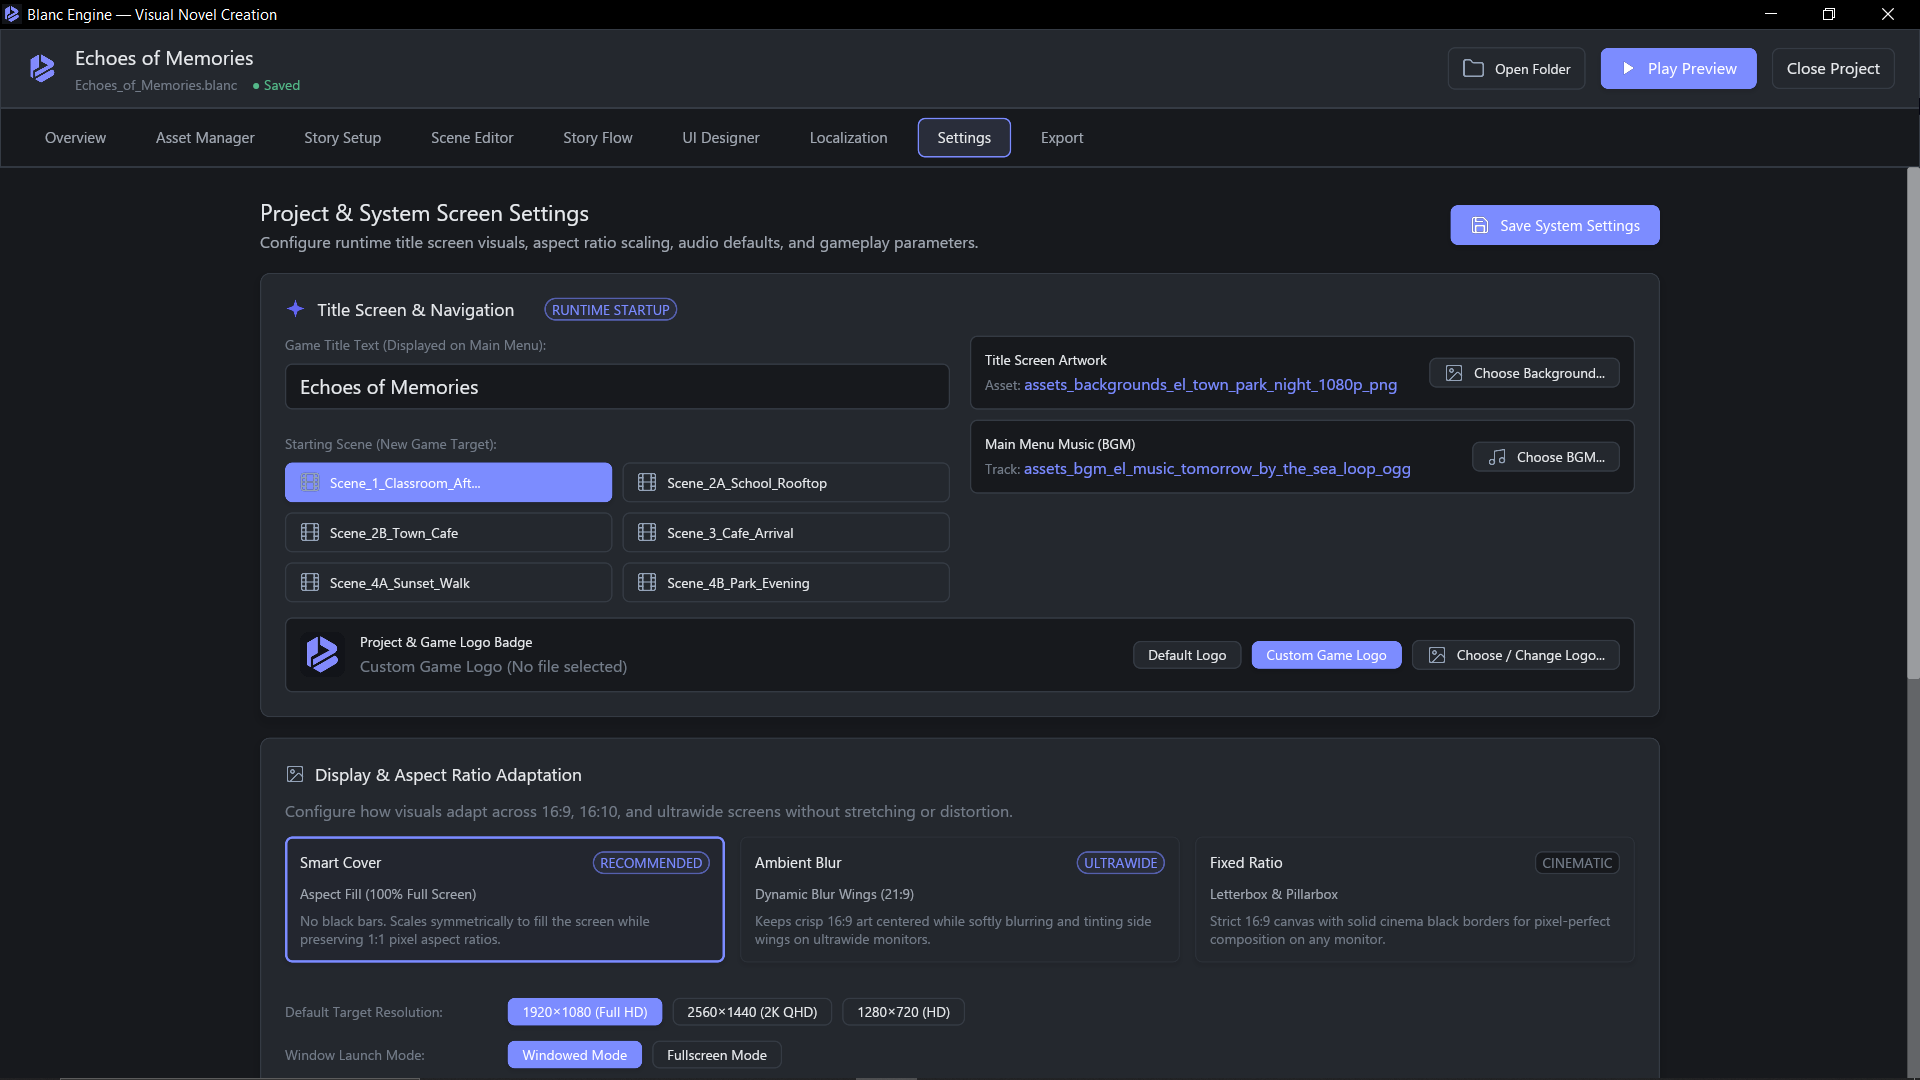 Blanc Engine — Visual Novel Creation
Echoes of Memories
Echoes_of_Memories.blanc
Saved
Open Folder
Play Preview
Close Project
Overview
Asset Manager
Story Setup
Scene Editor
Story Flow
UI Designer
Localization
Settings
Export
Project & System Screen Settings
Configure runtime title screen visuals, aspect ratio scaling, audio defaults, and gameplay parameters.
Save System Settings
Title Screen & Navigation
RUNTIME STARTUP
Game Title Text (Displayed on Main Menu):
Echoes of Memories
Starting Scene (New Game Target):
Scene_1_Classroom_Aft...
Scene_2A_School_Rooftop
Scene_2B_Town_Cafe
Scene_3_Cafe_Arrival
Scene_4A_Sunset_Walk
Scene_4B_Park_Evening
Title Screen Artwork
Asset: assets_backgrounds_el_town_park_night_1080p_png
Choose Background...
Main Menu Music (BGM)
Track: assets_bgm_el_music_tomorrow_by_the_sea_loop_ogg
Choose BGM...
Project & Game Logo Badge
Custom Game Logo (No file selected)
Default Logo
Custom Game Logo
Choose / Change Logo...
Display & Aspect Ratio Adaptation
Configure how visuals adapt across 16:9, 16:10, and ultrawide screens without stretching or distortion.
Smart Cover
RECOMMENDED
Aspect Fill (100% Full Screen)
No black bars. Scales symmetrically to fill the screen while
preserving 1:1 pixel aspect ratios.
Ambient Blur
ULTRAWIDE
Dynamic Blur Wings (21:9)
Keeps crisp 16:9 art centered while softly blurring and tinting side
wings on ultrawide monitors.
Fixed Ratio
CINEMATIC
Letterbox & Pillarbox
Strict 16:9 canvas with solid cinema black borders for pixel-perfect
composition on any monitor.
Default Target Resolution:
1920×1080 (Full HD)
2560×1440 (2K QHD)
1280×720 (HD)
Window Launch Mode:
Windowed Mode
Fullscreen Mode